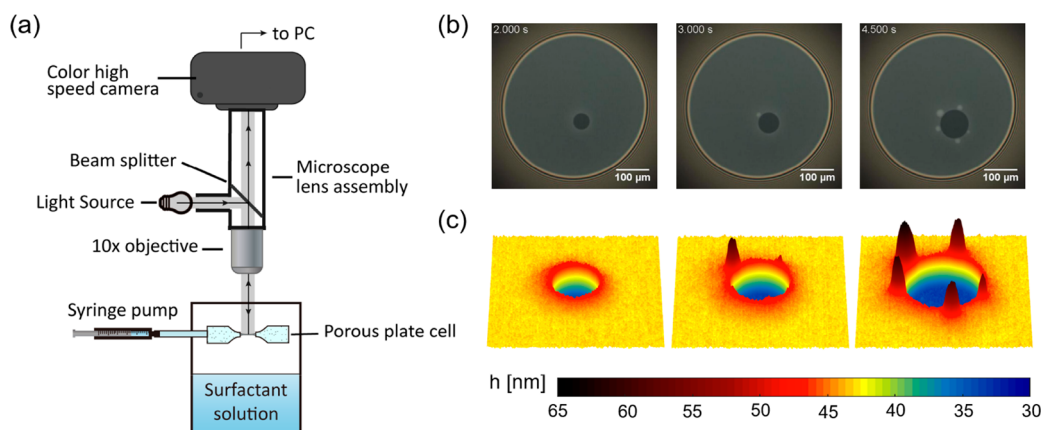 (a)
to PC
Color high
speed camera
Beam splitter
Microscope
lens assembly
Light Source
10x objective
Syringe pump
Porous plate cell
Surfactant
solution
(b)
2.000 s
3.000 s
4.500 s
100 µm
100 µm
100 µm
(c)
h [nm]
65
60
55
50
45
40
35
30